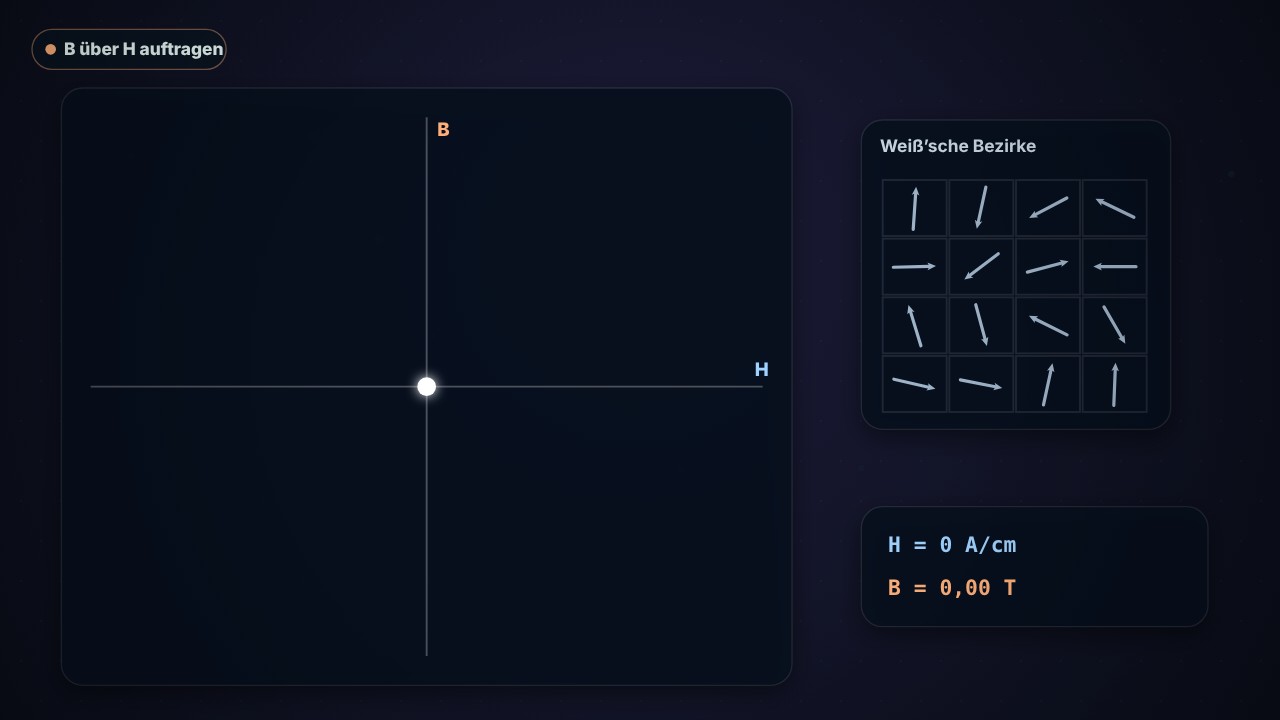 B über H auftragen
B
H
Weiß’sche Bezirke
H = 0 A/cm
B = 0,00 T